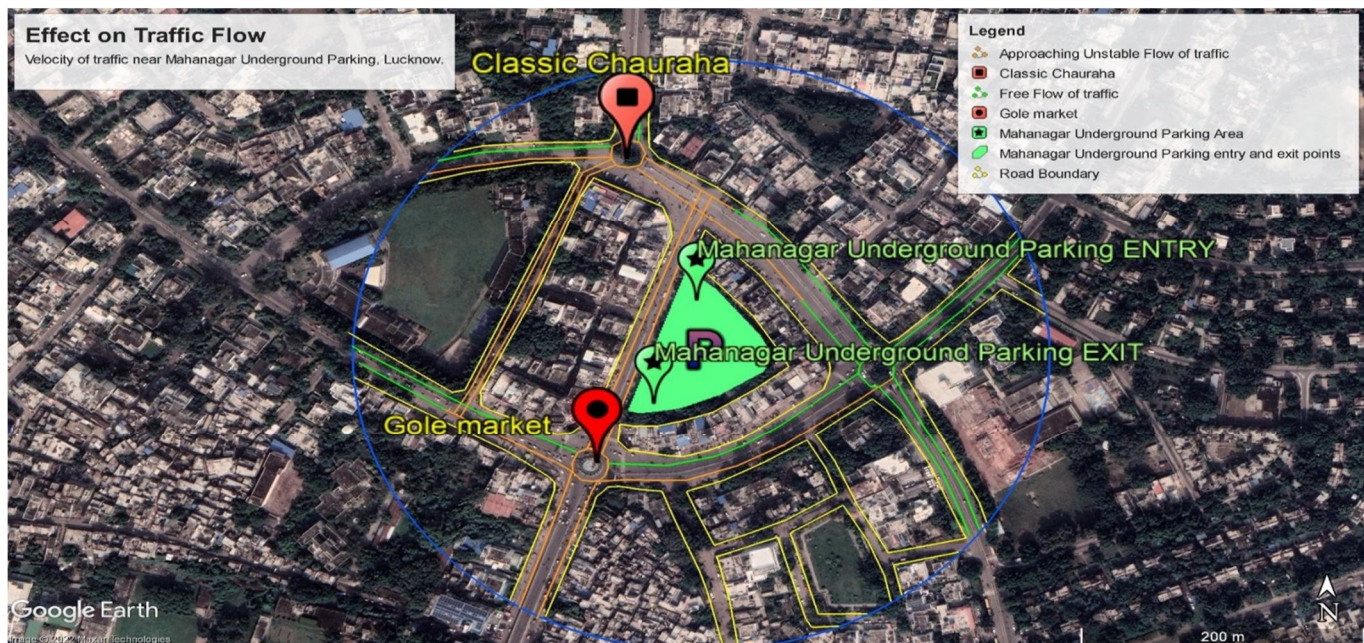 Effect on Traffic Flow
Velocity of traffic near Mahanagar Underground Parking, Lucknow.
Legend
Approaching Unstable Flow of traffic
Classic Chauraha
Free Flow of traffic
Gole market
Mahanagar Underground Parking Area
Mahanagar Underground Parking entry and exit points
Road Boundary
Classic Chauraha
Mahanagar Underground Parking ENTRY
P
Mahanagar Underground Parking EXIT
Gole market
Google Earth
Image © 2022 Maxar Technologies
N
200 m